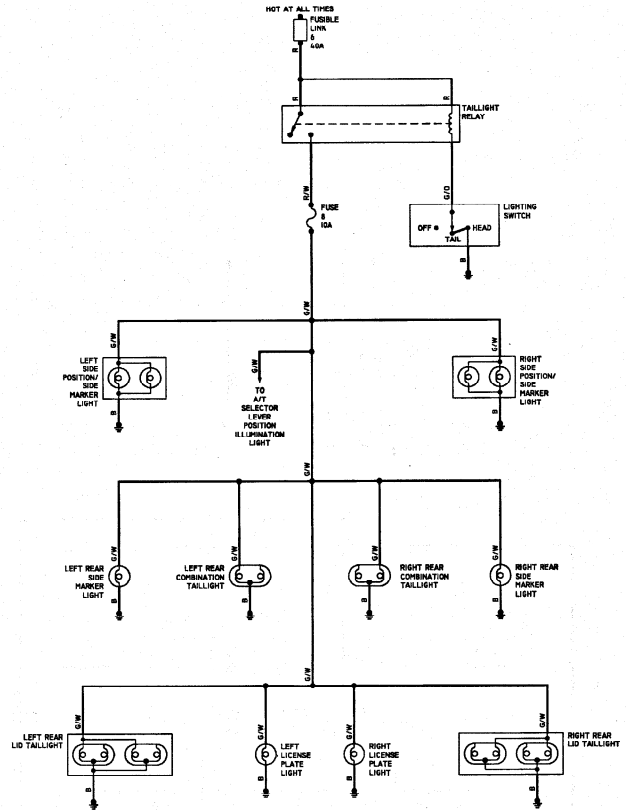 HOT AT ALL TIMES
FUSIBLE
LINK
6
40A
R
R
R
TAILLIGHT
RELAY
R/W
G/O
FUSE
8
10A
LIGHTING
SWITCH
OFF
HEAD
TAIL
B
G/W
G/W
G/W
LEFT
SIDE
POSITION/
SIDE
MARKER
LIGHT
G/W
TO
A/T
SELECTOR
LEVER
POSITION
ILLUMINATION
LIGHT
RIGHT
SIDE
POSITION/
SIDE
MARKER
LIGHT
B
B
G/W
G/W
G/W
G/W
G/W
LEFT REAR
SIDE
MARKER
LIGHT
LEFT REAR
COMBINATION
TAILLIGHT
RIGHT REAR
COMBINATION
TAILLIGHT
RIGHT REAR
SIDE
MARKER
LIGHT
B
B
B
B
G/W
G/W
G/W
G/W
G/W
LEFT REAR
LID TAILLIGHT
LEFT
LICENSE
PLATE
LIGHT
RIGHT
LICENSE
PLATE
LIGHT
RIGHT REAR
LID TAILLIGHT
B
B
B
B